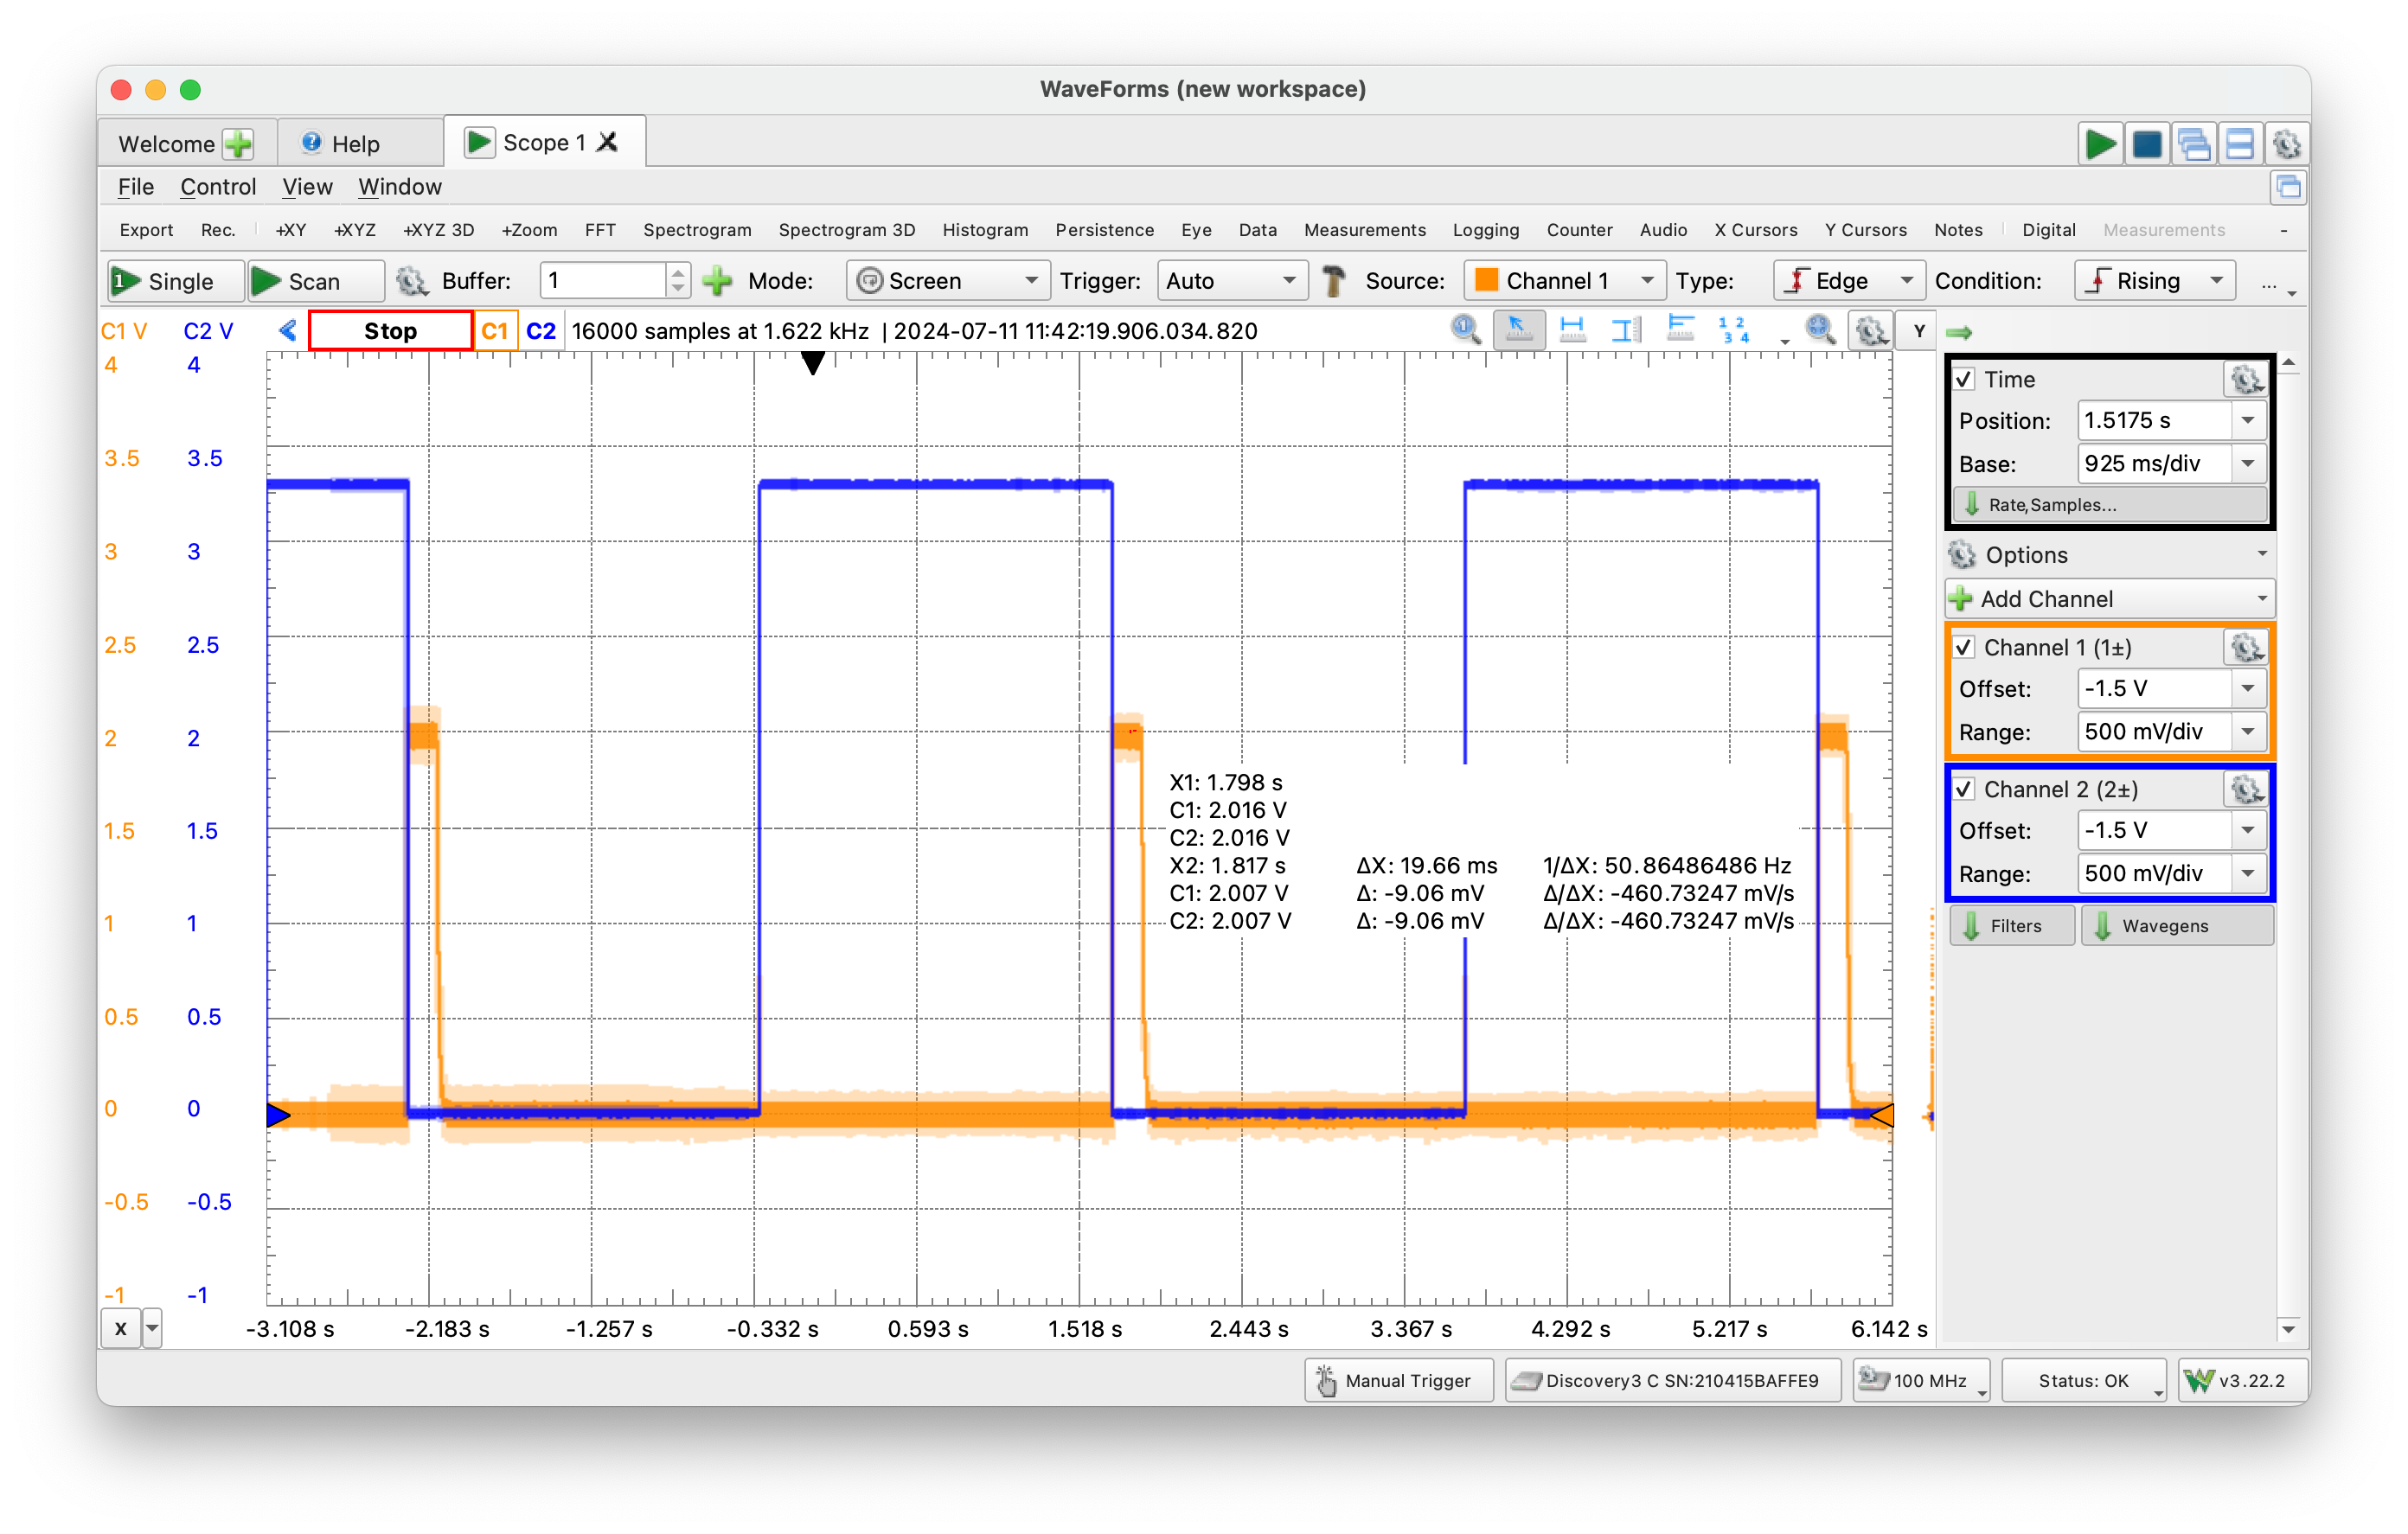 WaveForms (new workspace)
Welcome Help Scope 1
File Control View Window
Export Rec. +XY +XYZ +XYZ 3D +Zoom FFT Spectrogram Spectrogram 3D Histogram Persistence Eye Data Measurements Logging Counter Audio X Cursors Y Cursors Notes Digital Measurements -
1 Single Scan Buffer: 1 Mode: Screen Trigger: Auto Source: Channel 1 Type: Edge Condition: Rising ...
C1 V C2 V Stop C1 C2 16000 samples at 1.622 kHz | 2024-07-11 11:42:19.906.034.820 1 2 3 4 Y
4 4
3.5 3.5
3 3
2.5 2.5
2 2
1.5 1.5
1 1
0.5 0.5
0 0
-0.5 -0.5
-1 -1
X1: 1.798 s
C1: 2.016 V
C2: 2.016 V
X2: 1.817 s ΔX: 19.66 ms 1/ΔX: 50.86486486 Hz
C1: 2.007 V Δ: -9.06 mV Δ/ΔX: -460.73247 mV/s
C2: 2.007 V Δ: -9.06 mV Δ/ΔX: -460.73247 mV/s
X -3.108 s -2.183 s -1.257 s -0.332 s 0.593 s 1.518 s 2.443 s 3.367 s 4.292 s 5.217 s 6.142 s
Time
Position: 1.5175 s
Base: 925 ms/div
Rate,Samples...
Options
Add Channel
Channel 1 (1±)
Offset: -1.5 V
Range: 500 mV/div
Channel 2 (2±)
Offset: -1.5 V
Range: 500 mV/div
Filters Wavegens
Manual Trigger Discovery3 C SN:210415BAFFE9 100 MHz Status: OK W v3.22.2